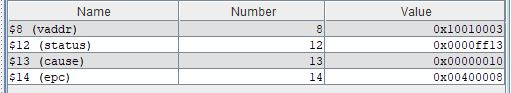 Name Number Value
$8 (vaddr) 8 0x10010003
$12 (status) 12 0x0000ff13
$13 (cause) 13 0x00000010
$14 (epc) 14 0x00400008